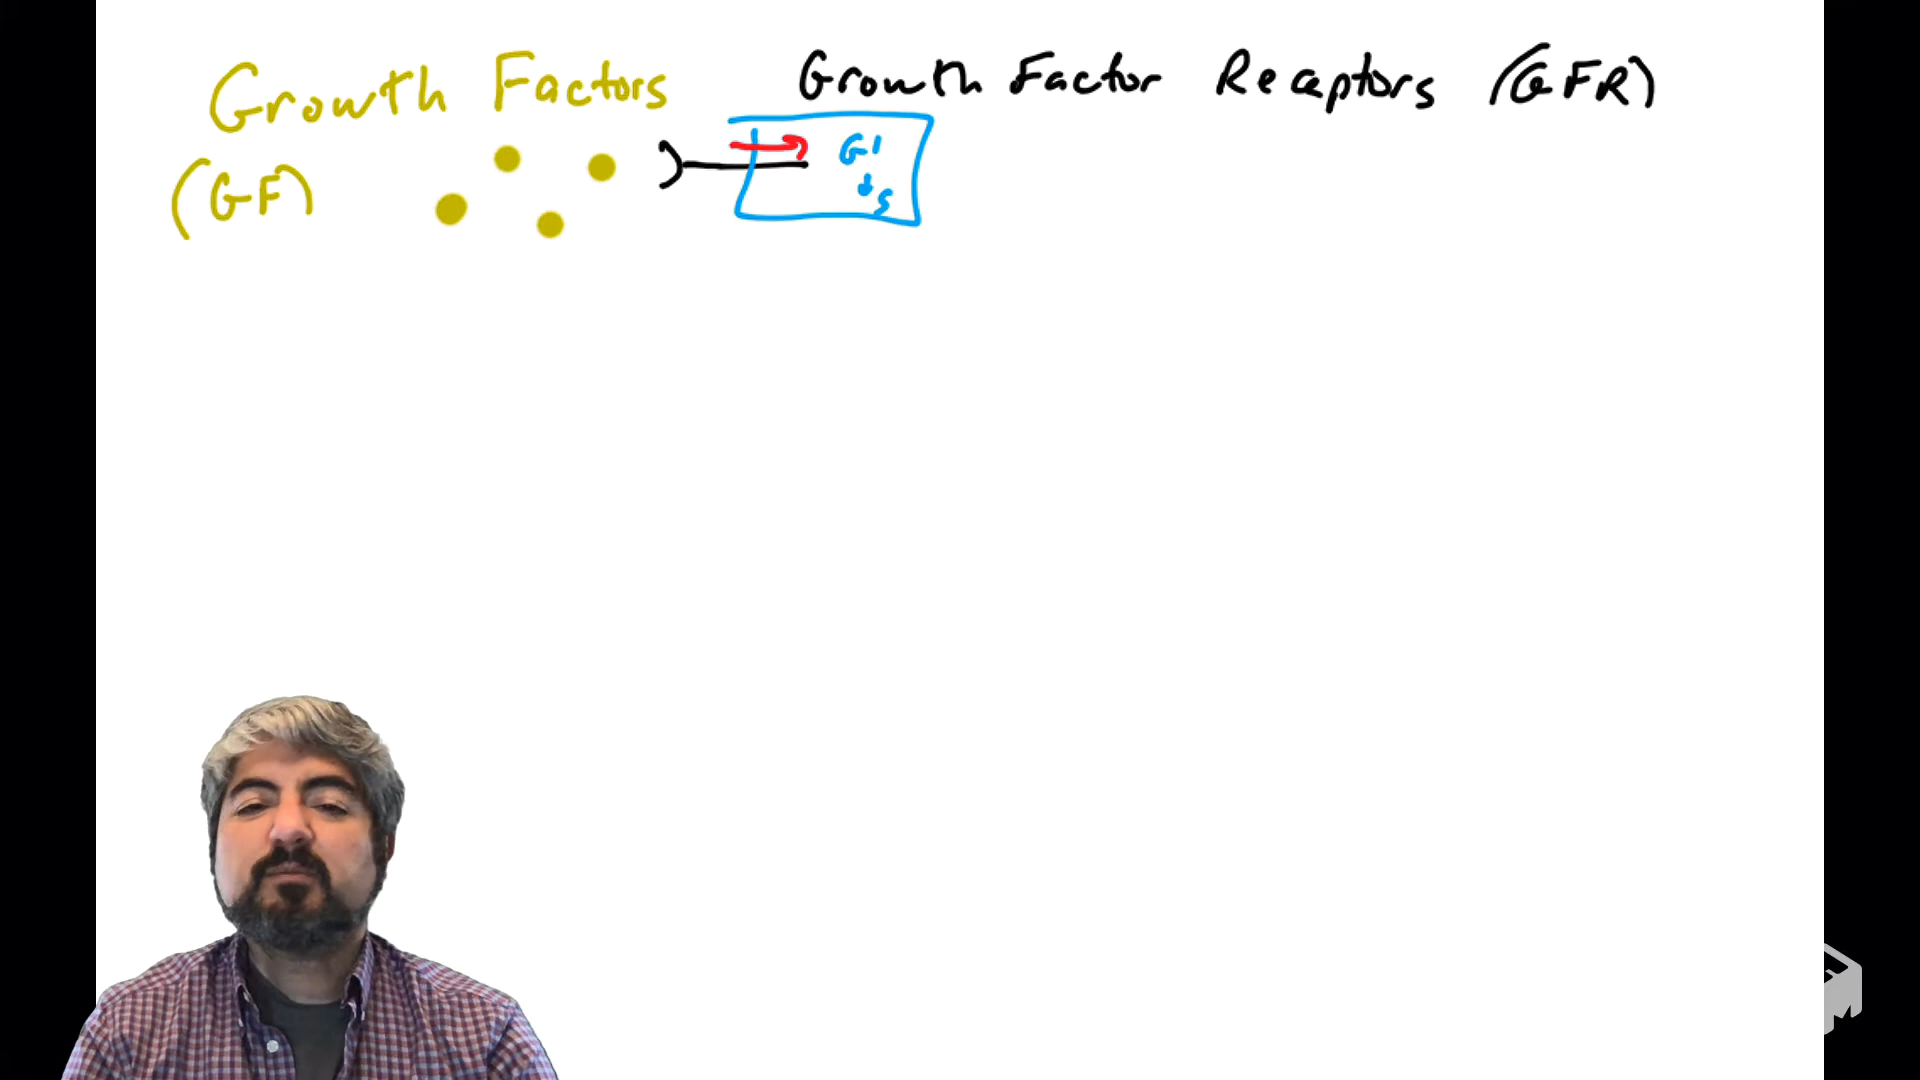 Growth Factors
(GF)
Growth Factor Receptors (GFR)
G1
S